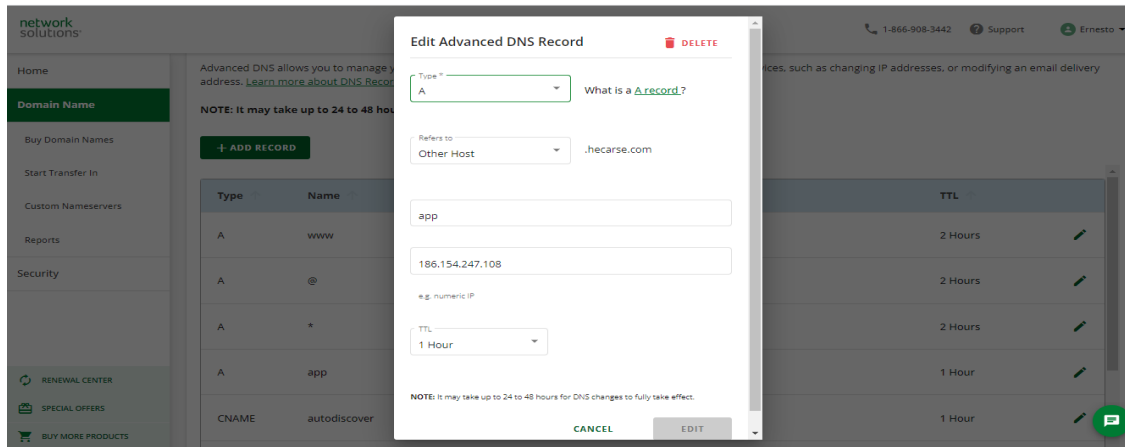 network
solutions
1-866-908-3442
Support
Ernesto
Home
Domain Name
Buy Domain Names
Start Transfer In
Custom Nameservers
Reports
Security
RENEWAL CENTER
SPECIAL OFFERS
BUY MORE PRODUCTS
Advanced DNS allows you to manage
ices, such as changing IP addresses, or modifying an email delivery
address. Learn more about DNS Recor
NOTE: It may take up to 24 to 48 hou
+ ADD RECORD
Type Name TTL
A www 2 Hours
A @ 2 Hours
A * 2 Hours
A app 1 Hour
CNAME autodiscover 1 Hour
Edit Advanced DNS Record
DELETE
Type *
A
What is a A record ?
Refers to
Other Host
.hecarse.com
app
186.154.247.108
e.g. numeric IP
TTL
1 Hour
NOTE: It may take up to 24 to 48 hours for DNS changes to fully take effect.
CANCEL EDIT